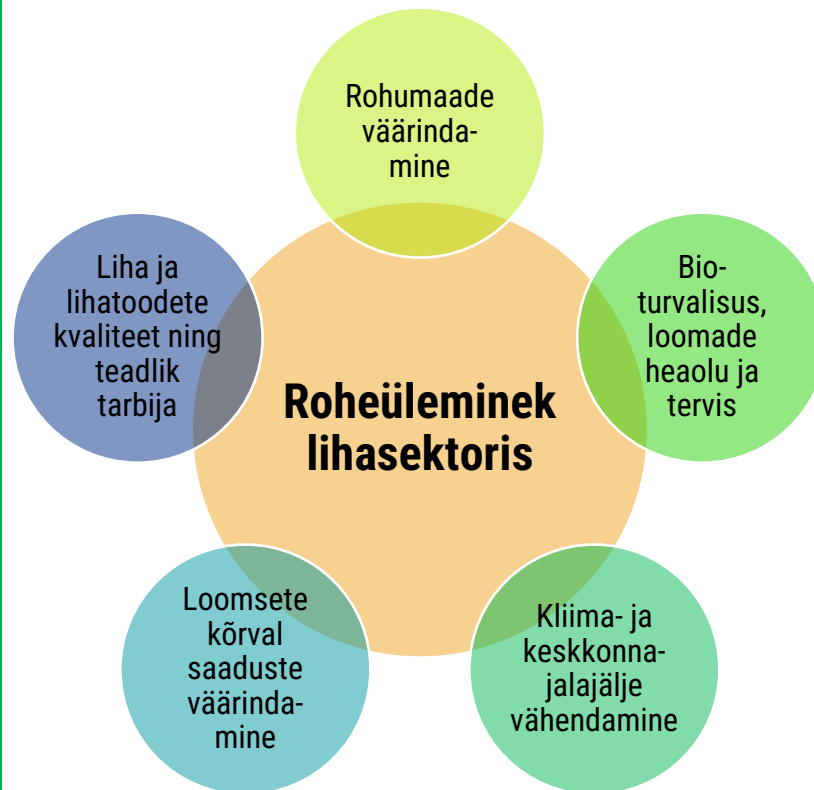 Rohumaade
väärinda-
mine
Liha ja
lihatoodete
kvaliteet ning
teadlik
tarbija
Bio-
turvalisus,
loomade
heaolu ja
tervis
Roheüleminek
lihasektoris
Loomsete
kõrval
saaduste
väärinda-
mine
Kliima- ja
keskkonna-
jalajälje
vähendamine